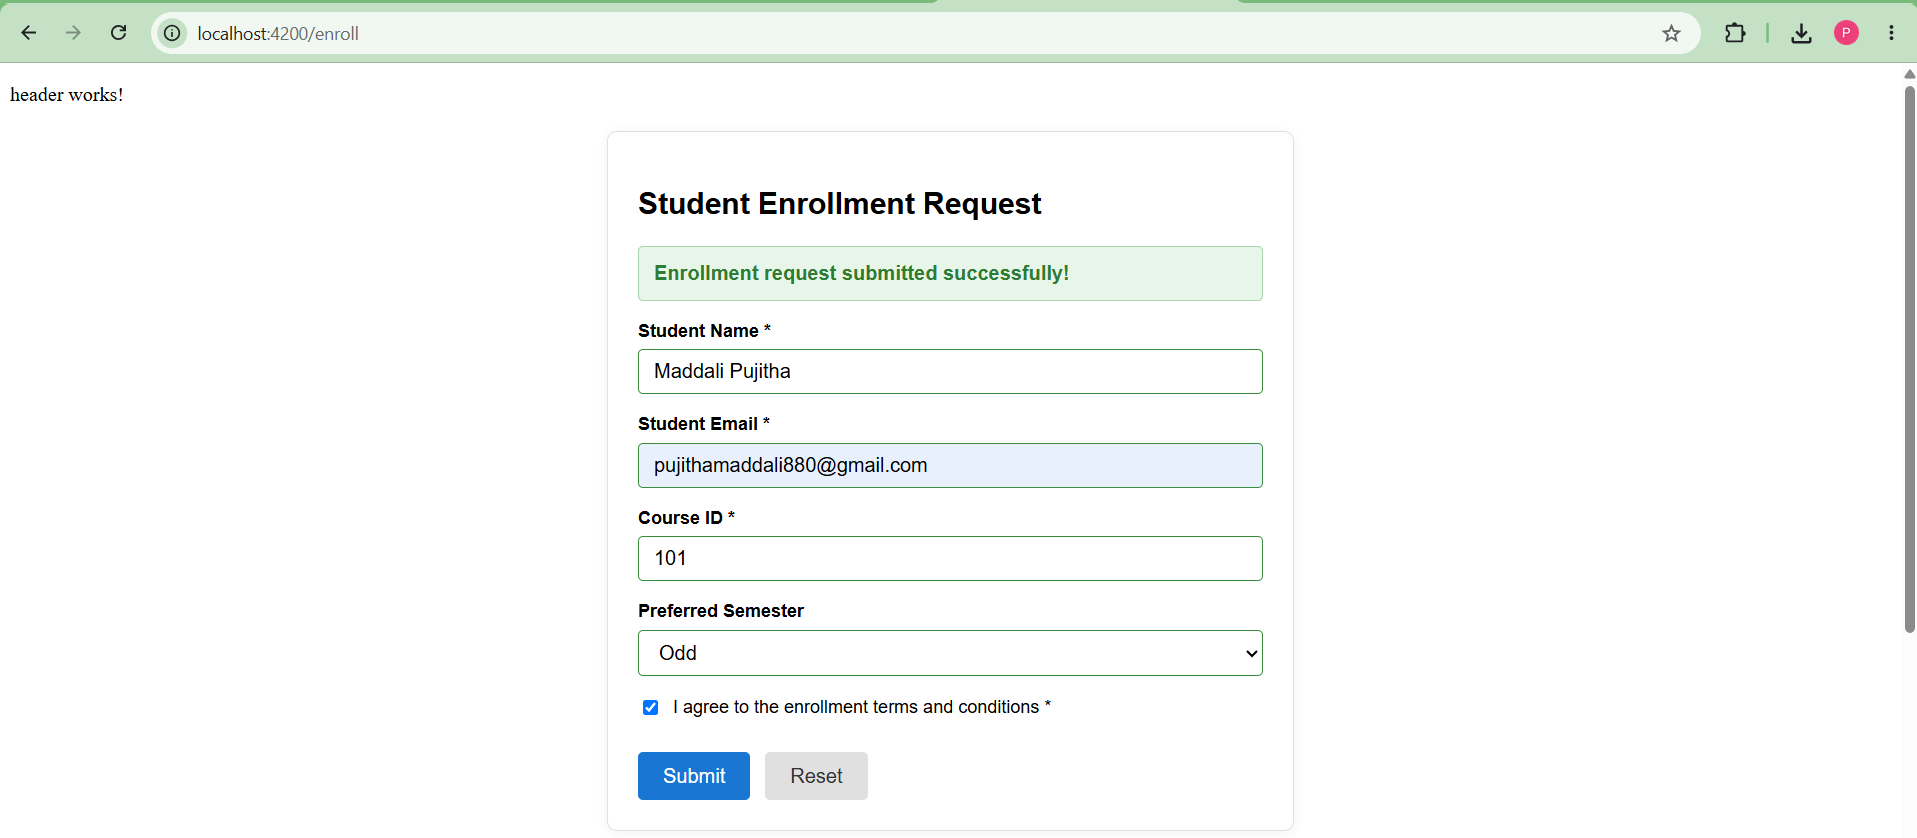 localhost:4200/enroll
P
header works!
Student Enrollment Request
Enrollment request submitted successfully!
Student Name *
Maddali Pujitha
Student Email *
pujithamaddali880@gmail.com
Course ID *
101
Preferred Semester
Odd
I agree to the enrollment terms and conditions *
Submit Reset